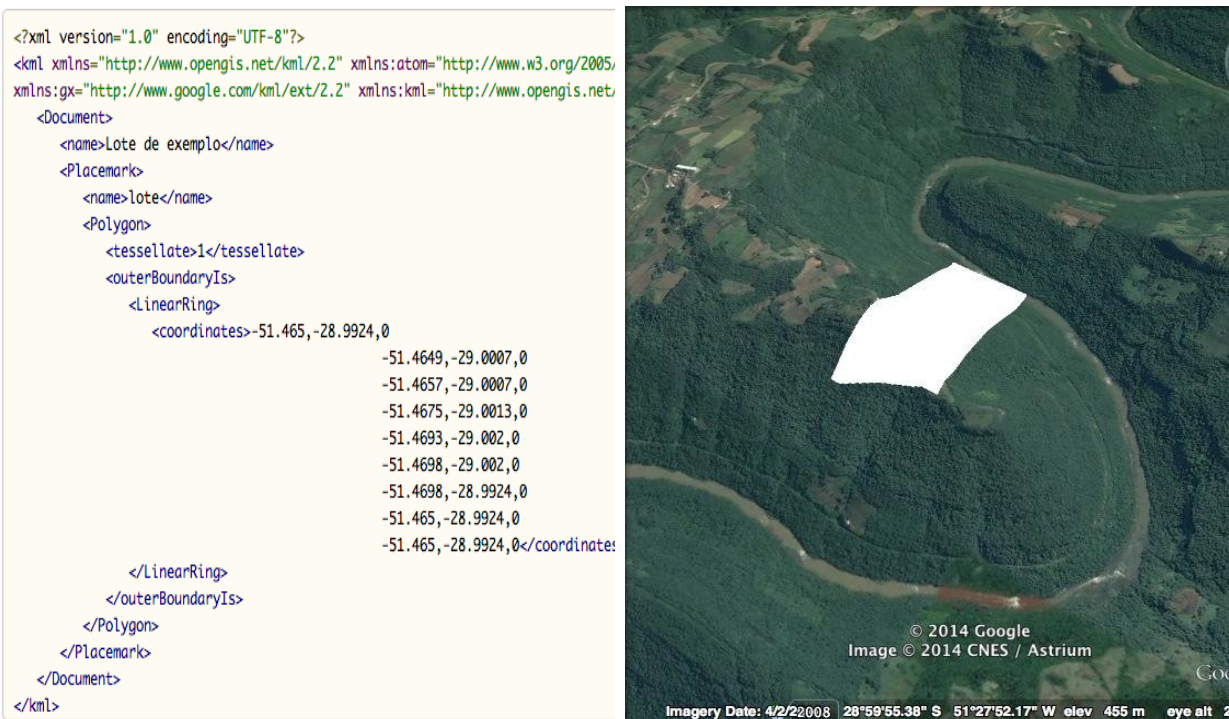 <?xml version="1.0" encoding="UTF-8"?>
<kml xmlns="http://www.opengis.net/kml/2.2" xmlns:atom="http://www.w3.org/2005/
xmlns:gx="http://www.google.com/kml/ext/2.2" xmlns:kml="http://www.opengis.net/
<Document>
<name>Lote de exemplo</name>
<Placemark>
<name>lote</name>
<Polygon>
<tessellate>1</tessellate>
<outerBoundaryIs>
<LinearRing>
<coordinates>-51.465,-28.9924,0
-51.4649,-29.0007,0
-51.4657,-29.0007,0
-51.4675,-29.0013,0
-51.4693,-29.002,0
-51.4698,-29.002,0
-51.4698,-28.9924,0
-51.465,-28.9924,0
-51.465,-28.9924,0</coordinates
</LinearRing>
</outerBoundaryIs>
</Polygon>
</Placemark>
</Document>
</kml>
© 2014 Google
Image © 2014 CNES / Astrium
Goo
Imagery Date: 4/2/22008 28°59'55.38" S 51°27'52.17" W elev 455 m eye alt 2